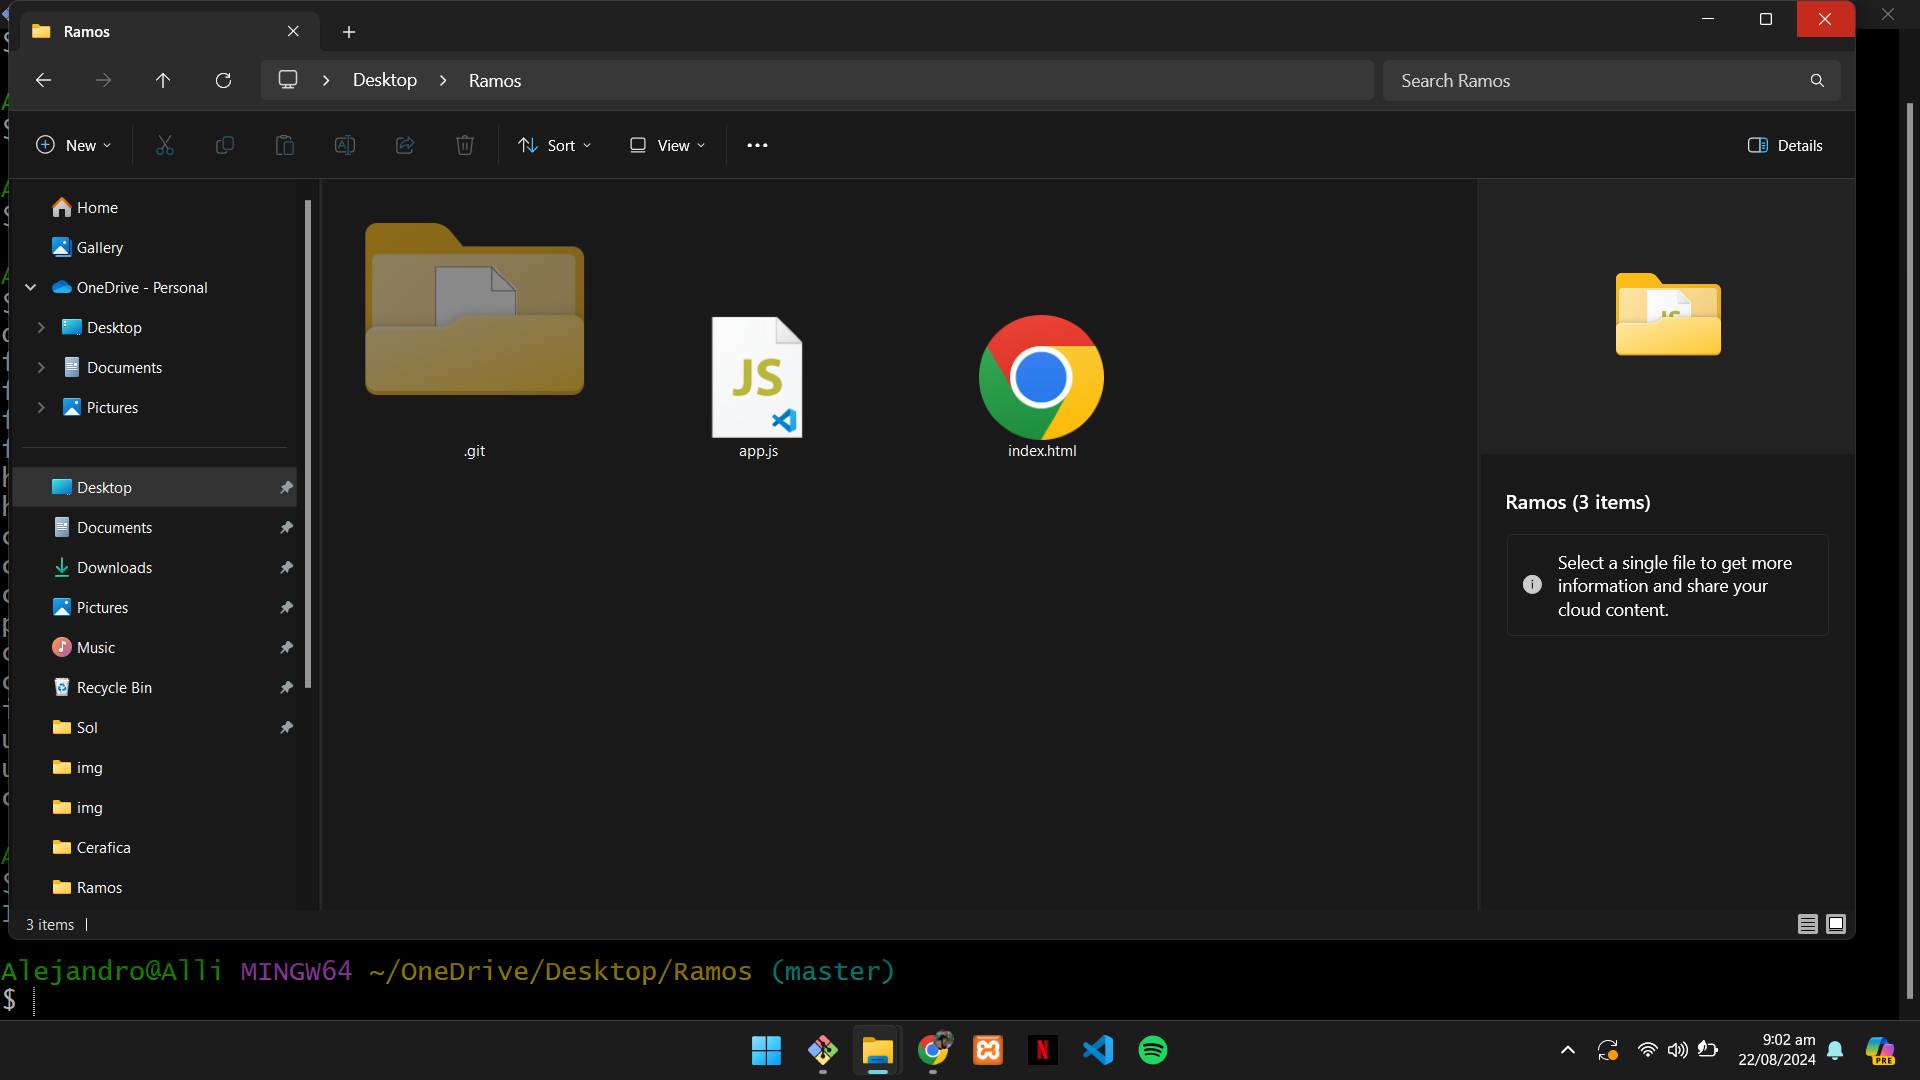 Ramos
Desktop
Ramos
Search Ramos
New
Sort
View
Details
Home
Gallery
OneDrive - Personal
Desktop
Documents
Pictures
Desktop
Documents
Downloads
Pictures
Music
Recycle Bin
Sol
img
img
Cerafica
Ramos
.git
JS
app.js
index.html
Ramos (3 items)
Select a single file to get more
information and share your
cloud content.
3 items
Alejandro@Alli MINGW64 ~/OneDrive/Desktop/Ramos (master)
$
N
9:02 am
22/08/2024
PRE